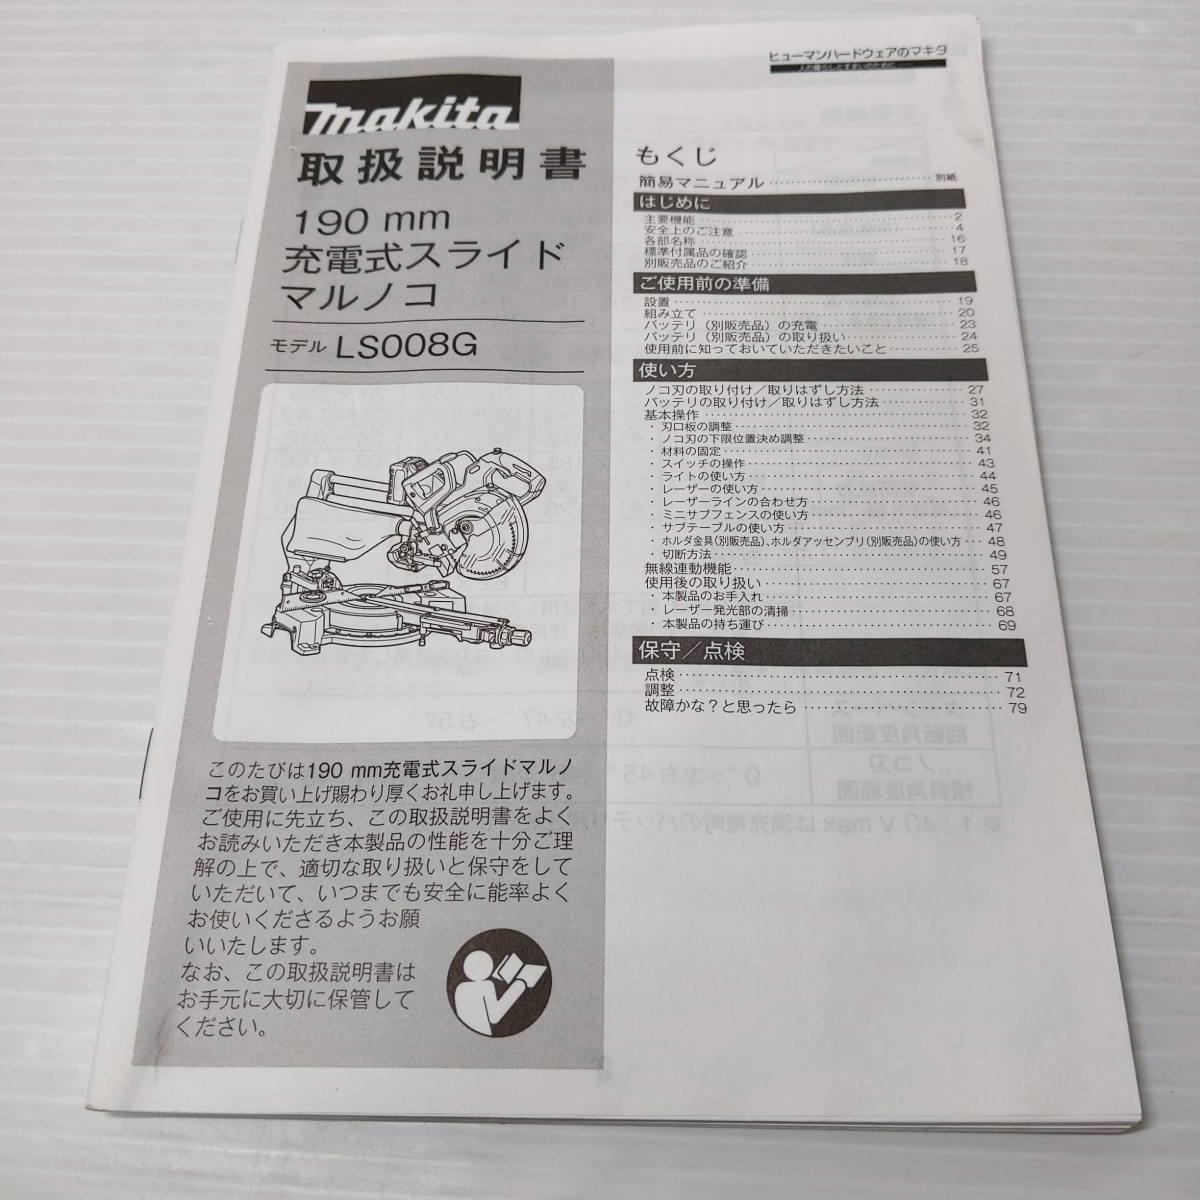 makita
取扱説明書
190 mm
充電式スライド
マルノコ
モデル LS008G
このたびは190 mm充電式スライドマルノ
コをお買い上げ賜わり厚くお礼申し上げます。
ご使用に先立ち、この取扱説明書をよく
お読みいただき本製品の性能を十分ご理
解の上で、適切な取り扱いと保守をして
いただいて、いつまでも安全に能率よく
お使いくださるようお願
いいたします。
なお、この取扱説明書は
お手元に大切に保管して
ください。
ヒューマンハードウェアのマキタ
人の暮らしとすまいのために
もくじ
簡易マニュアル 別紙
はじめに
主要機能 2
安全上のご注意 4
各部名称 16
標準付属品の確認 17
別販売品のご紹介 18
ご使用前の準備
設置 19
組み立て 20
バッテリ（別販売品）の充電 23
バッテリ（別販売品）の取り扱い 24
使用前に知っておいていただきたいこと 25
使い方
ノコ刃の取り付け／取りはずし方法 27
バッテリの取り付け／取りはずし方法 31
基本操作 32
・刃口板の調整 32
・ノコ刃の下限位置決め調整 34
・材料の固定 41
・スイッチの操作 43
・ライトの使い方 44
・レーザーの使い方 45
・レーザーラインの合わせ方 46
・ミニサブフェンスの使い方 46
・サブテーブルの使い方 47
・ホルダ金具(別販売品)、ホルダアッセンブリ(別販売品)の使い方 48
・切断方法 49
無線連動機能 57
使用後の取り扱い 67
・本製品のお手入れ 67
・レーザー発光部の清掃 68
・本製品の持ち運び 69
保守／点検
点検 71
調整 72
故障かな？と思ったら 79